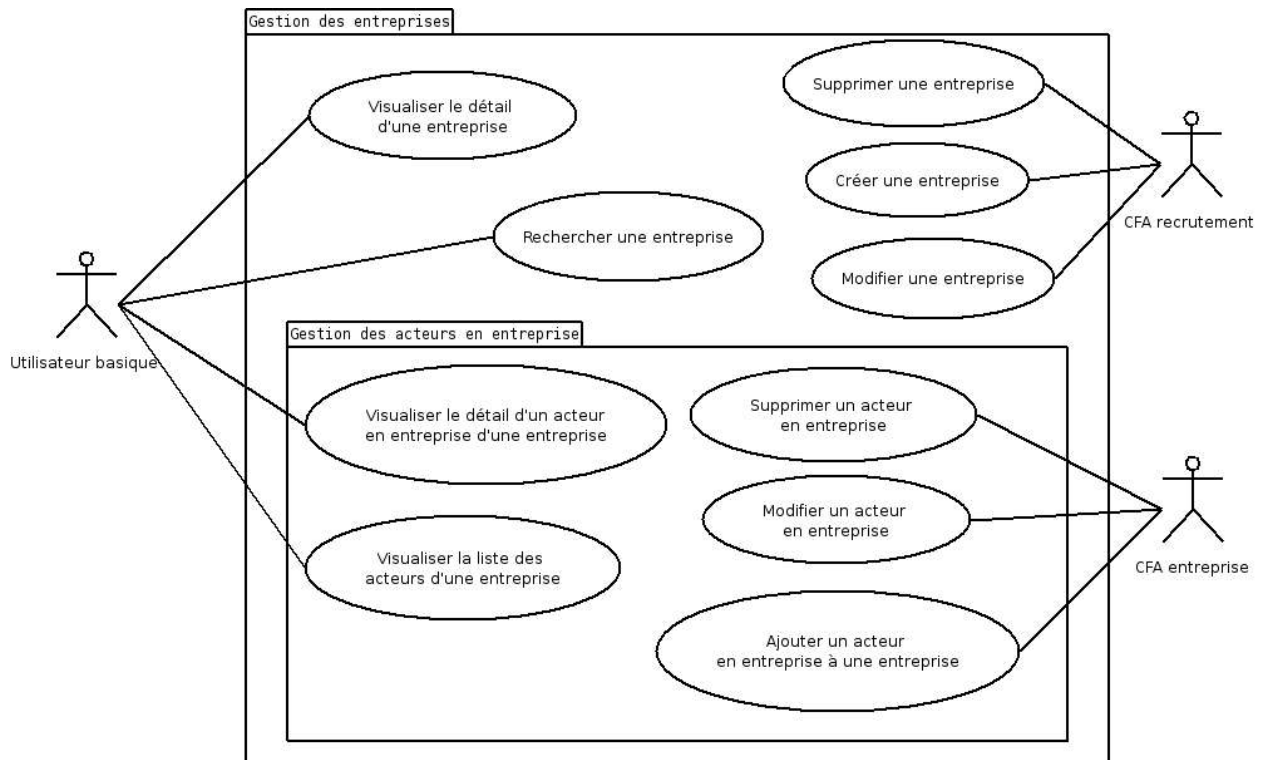 Gestion des entreprises
Visualiser le détail
d'une entreprise
Supprimer une entreprise
Créer une entreprise
CFA recrutement
Rechercher une entreprise
Modifier une entreprise
Utilisateur basique
Gestion des acteurs en entreprise
Visualiser le détail d'un acteur
en entreprise d'une entreprise
Supprimer un acteur
en entreprise
Modifier un acteur
en entreprise
CFA entreprise
Visualiser la liste des
acteurs d'une entreprise
Ajouter un acteur
en entreprise à une entreprise